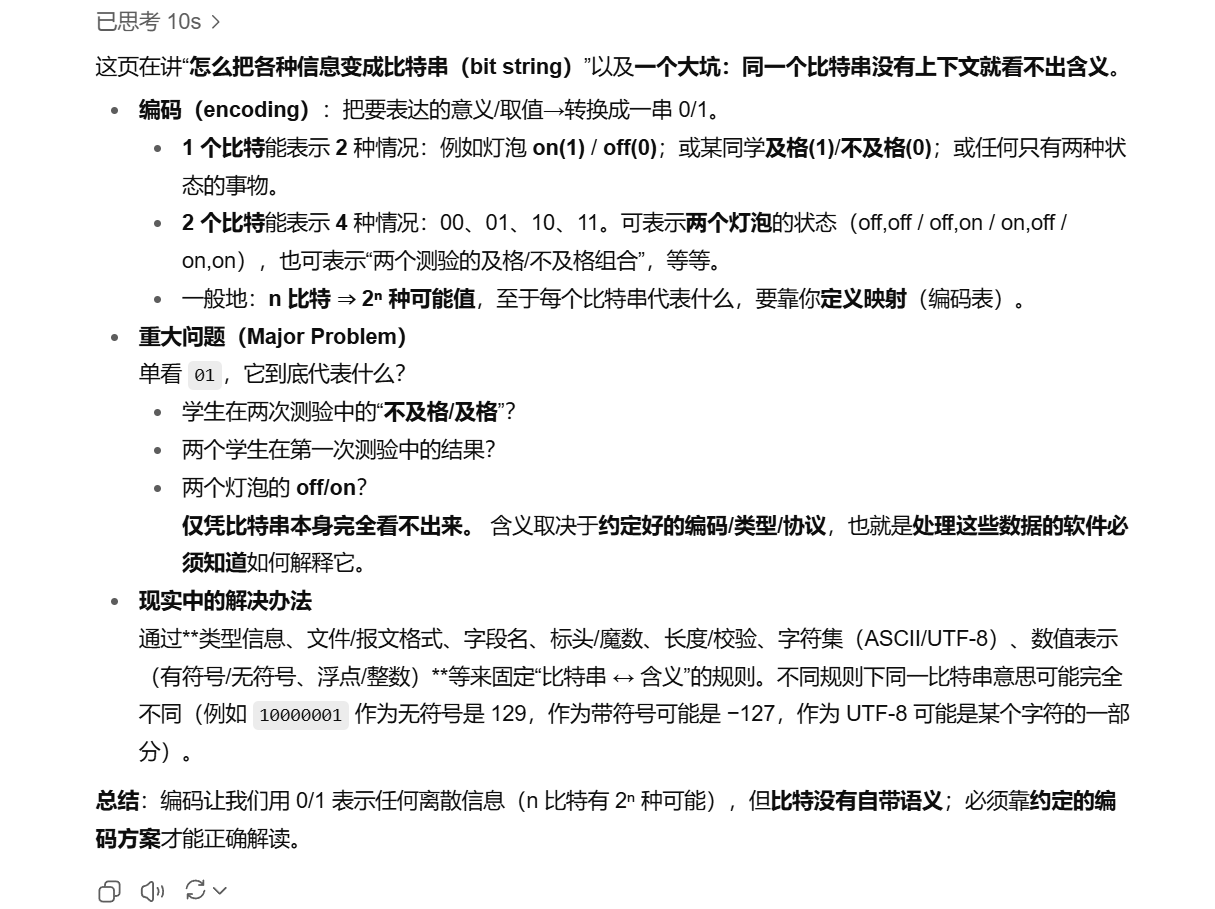 已思考 10s
这页在讲“怎么把各种信息变成比特串（bit string）”以及一个大坑：同一个比特串没有上下文就看不出含义。
编码（encoding）：把要表达的意义/取值→转换成一串 0/1。
1 个比特能表示 2 种情况：例如灯泡 on(1) / off(0)；或某同学及格(1)/不及格(0)；或任何只有两种状
态的事物。
2 个比特能表示 4 种情况：00、01、10、11。可表示两个灯泡的状态（off,off / off,on / on,off /
on,on），也可表示“两个测验的及格/不及格组合”，等等。
一般地：n 比特 ⇒ 2ⁿ 种可能值，至于每个比特串代表什么，要靠你定义映射（编码表）。
重大问题（Major Problem）
单看 01，它到底代表什么？
学生在两次测验中的“不及格/及格”？
两个学生在第一次测验中的结果？
两个灯泡的 off/on？
仅凭比特串本身完全看不出来。 含义取决于约定好的编码/类型/协议，也就是处理这些数据的软件必
须知道如何解释它。
现实中的解决办法
通过**类型信息、文件/报文格式、字段名、标头/魔数、长度/校验、字符集（ASCII/UTF-8）、数值表示
（有符号/无符号、浮点/整数）**等来固定“比特串 ↔ 含义”的规则。不同规则下同一比特串意思可能完全
不同（例如 10000001 作为无符号是 129，作为带符号可能是 −127，作为 UTF-8 可能是某个字符的一部
分）。
总结：编码让我们用 0/1 表示任何离散信息（n 比特有 2ⁿ 种可能），但比特没有自带语义；必须靠约定的编
码方案才能正确解读。